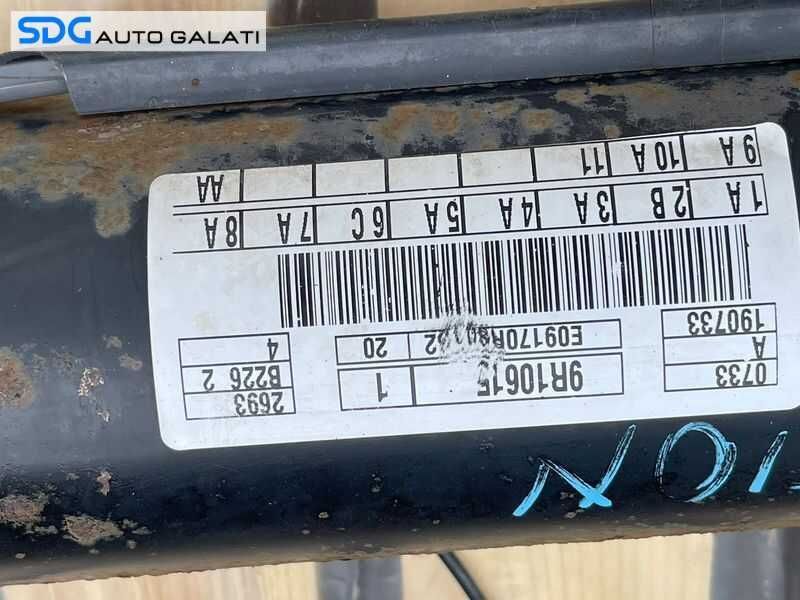 SDG AUTO GALATI
0733 9R10615 1 2693
A B226 2
190733 20 4
1A 2B 3A 4A 5A 6C 7A 8A
9A 10A 11 AA